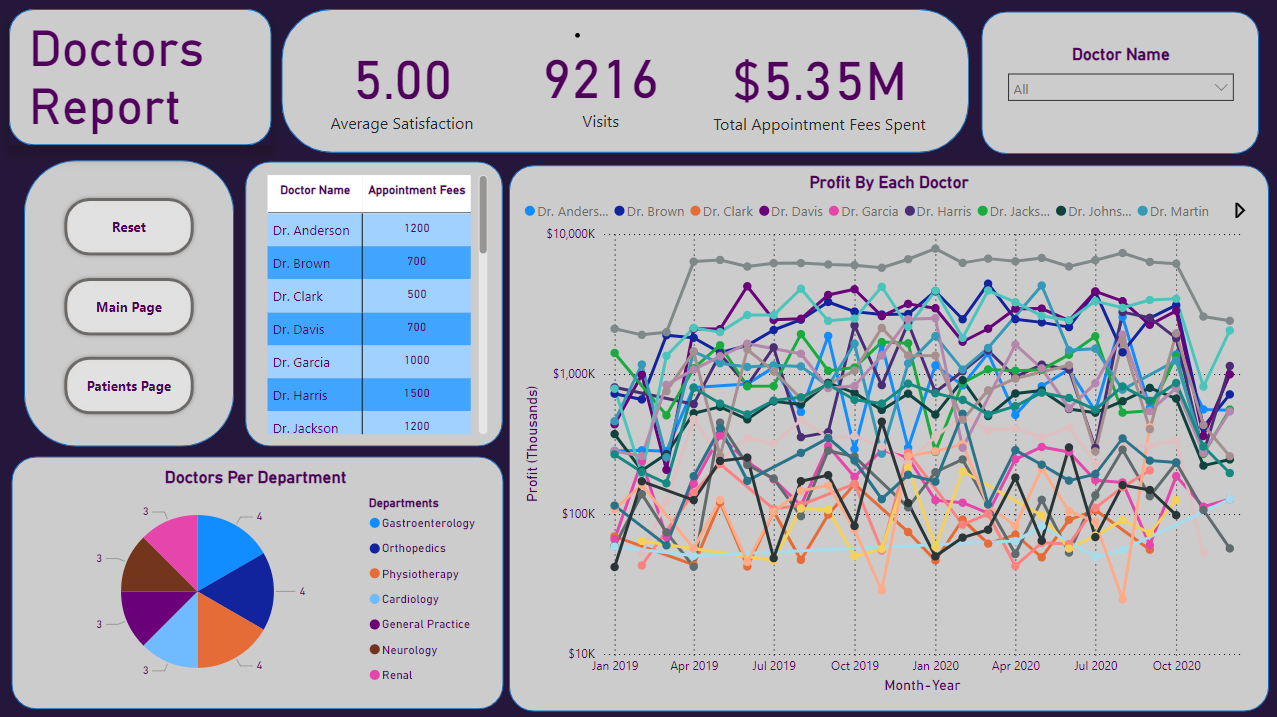 Doctors
Report
5.00
Average Satisfaction
9216
Visits
$5.35M
Total Appointment Fees Spent
Doctor Name
All
Reset
Main Page
Patients Page
Doctor Name Appointment Fees
Dr. Anderson 1200
Dr. Brown 700
Dr. Clark 500
Dr. Davis 700
Dr. Garcia 1000
Dr. Harris 1500
Dr. Jackson 1200
Profit By Each Doctor
Dr. Anders... Dr. Brown Dr. Clark Dr. Davis Dr. Garcia Dr. Harris Dr. Jacks... Dr. Johns... Dr. Martin
$10,000K
$1,000K
$100K
$10K
Profit (Thousands)
Jan 2019 Apr 2019 Jul 2019 Oct 2019 Jan 2020 Apr 2020 Jul 2020 Oct 2020
Month-Year
Doctors Per Department
4
4
4
3
3
3
3
Departments
Gastroenterology
Orthopedics
Physiotherapy
Cardiology
General Practice
Neurology
Renal